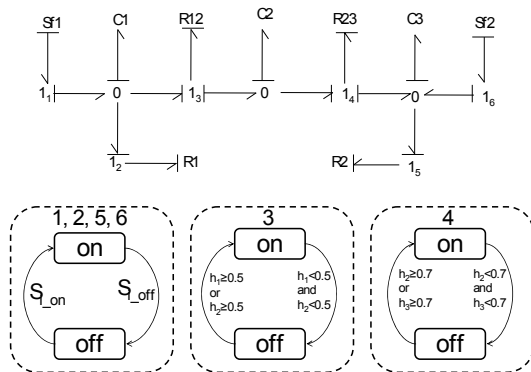 Sf1 C1 R12 C2 R23 C3 Sf2
1₁ 0 1₃ 0 1₄ 0 1₆
1₂ R1 R2 1₅
1, 2, 5, 6
on
Sᵢ_on Sᵢ_off
off
3
on
h₁≥0.5
or
h₂≥0.5
h₁<0.5
and
h₂<0.5
off
4
on
h₂≥0.7
or
h₃≥0.7
h₂<0.7
and
h₃<0.7
off